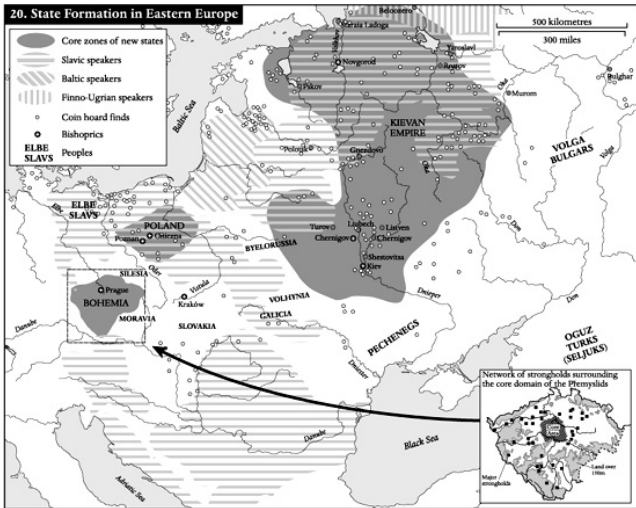 20. State Formation in Eastern Europe
Core zones of new states
Slavic speakers
Baltic speakers
Finno-Ugrian speakers
Coin hoard finds
Bishoprics
ELBE
SLAVS
Peoples
500 kilometres
300 miles
Beloozero
Staraia Ladoga
Volkhov
Novgorod
Yaroslavl
Rostov
Pskov
Oka
Murom
Bulghar
Volga
Baltic Sea
KIEVAN
EMPIRE
VOLGA
BULGARS
Polotsk
Gnezdovo
Oka
ELBE
SLAVS
Elbe
POLAND
Poznan
Gniezno
Oder
Turov
Liubech
Listven
Chernigov
Chernigov
Shestovitsa
Kiev
Don
BYELORUSSIA
SILESIA
Prague
BOHEMIA
MORAVIA
Vistula
Kraków
VOLHYNIA
GALICIA
SLOVAKIA
Dnieper
Don
PECHENEGS
OGUZ
TURKS
(SELJUKS)
Danube
Dniester
Danube
Black Sea
Adriatic Sea
Network of strongholds surrounding
the core domain of the Přemyslids
Major
strongholds
Land over